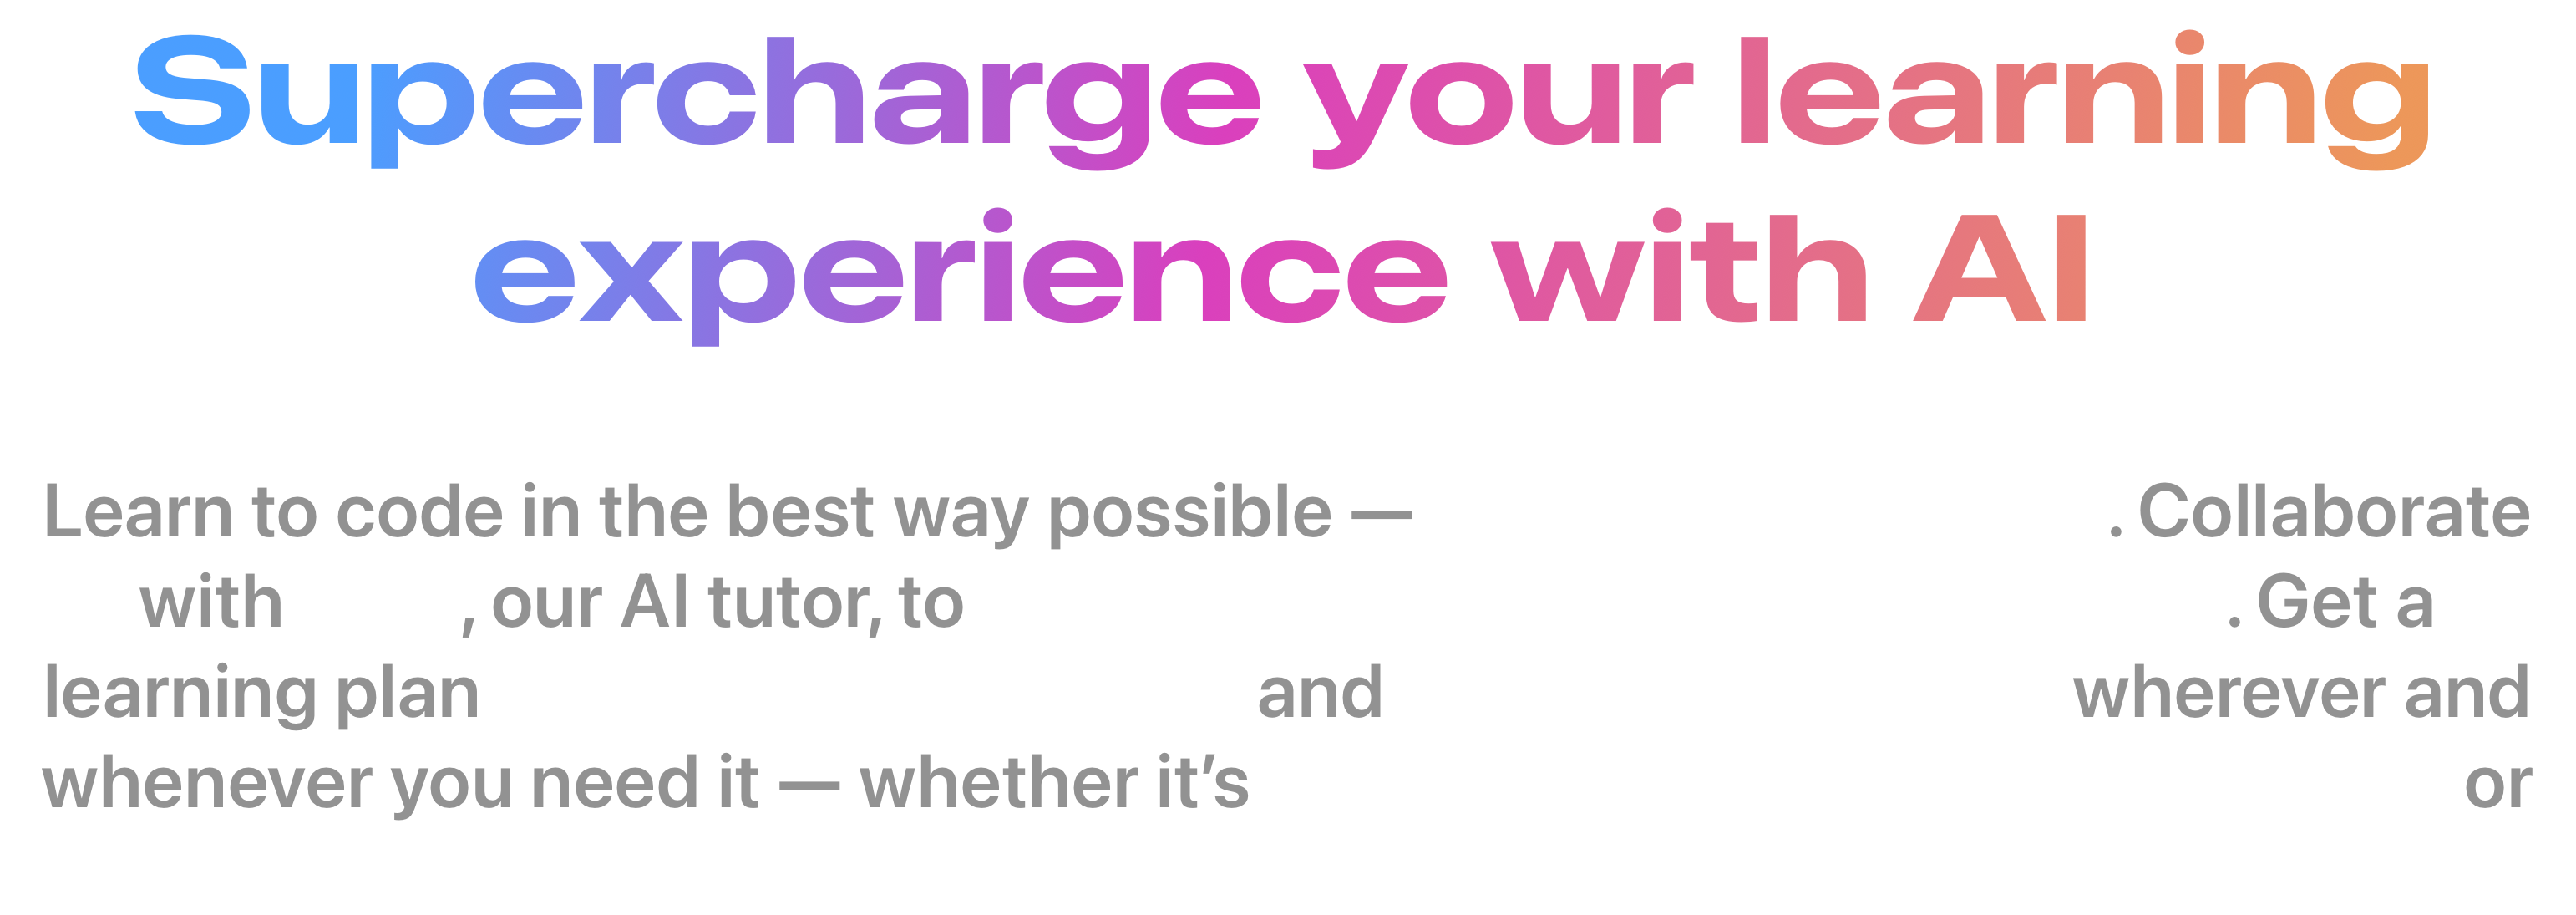 Supercharge your learning
experience with AI
Learn to code in the best way possible — . Collaborate
with , our AI tutor, to . Get a
learning plan and wherever and
whenever you need it — whether it’s or